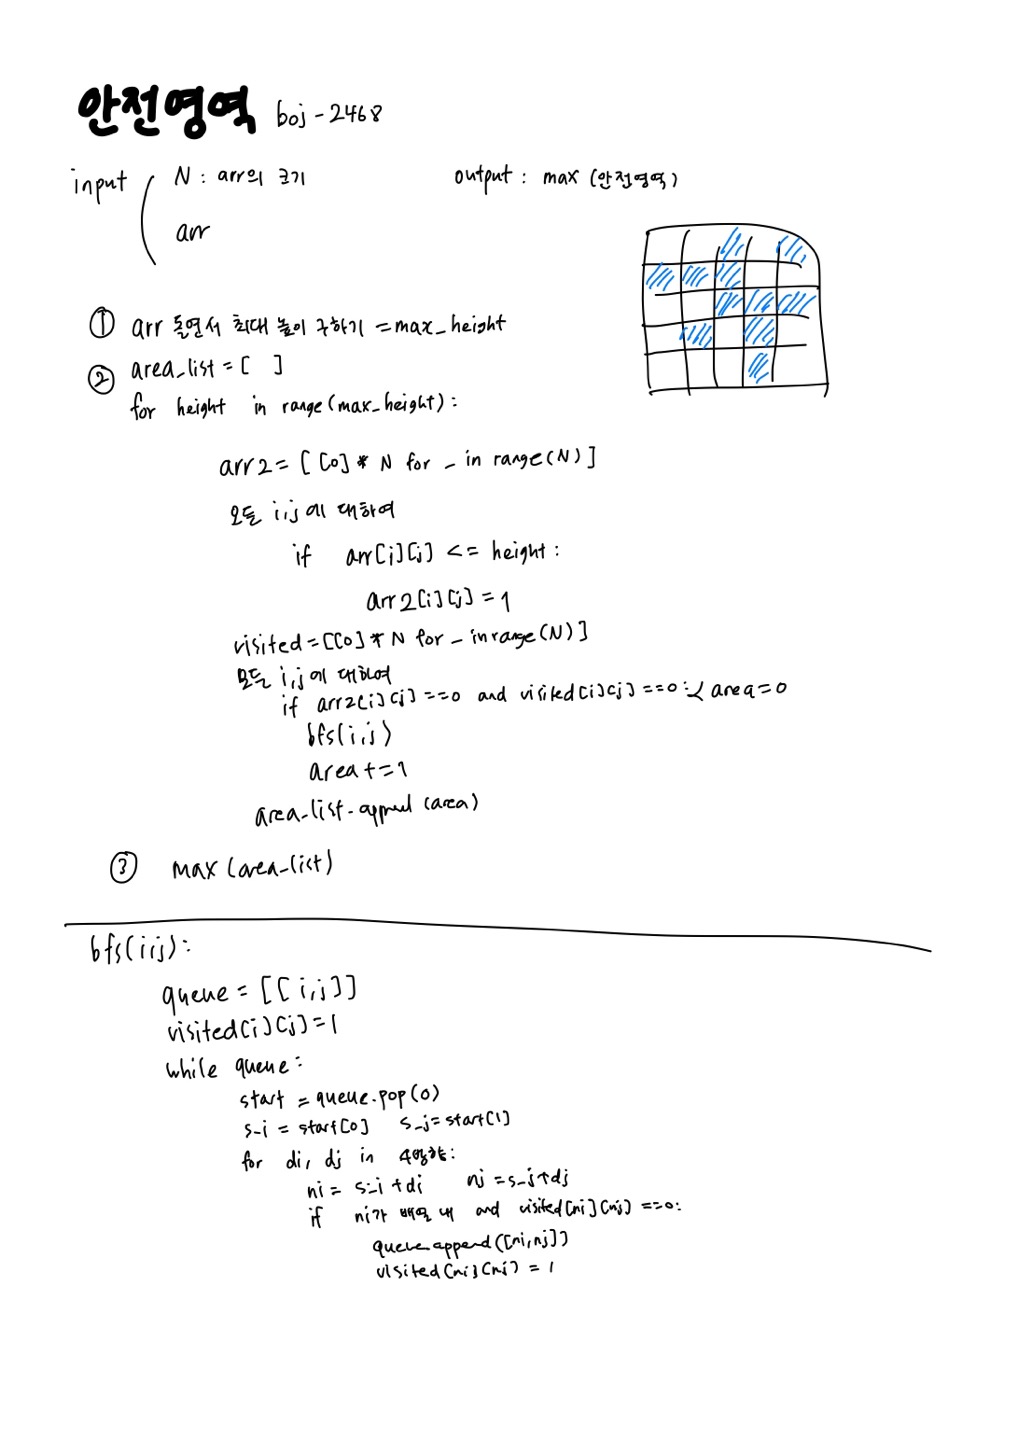 안전영역 boj - 2468
input N : arr의 크기 output : max (안전영역)
arr
① arr 돌면서 최대 높이 구하기 = max_height
② area_list = [ ]
for height in range(max_height) :
arr2 = [ [0] * N for _ in range(N) ]
모든 i,j에 대하여
if arr[i][j] <= height :
arr2[i][j] = 1
visited = [[0] * N for _ in range(N)]
모든 i,j에 대하여
if arr2[i][j] ==0 and visited[i][j] ==0 : area=0
bfs(i,j)
area += 1
area_list.append (area)
③ max (area_list)
bfs(i,j) :
queue = [[i,j]]
visited[i][j] = 1
while queue :
start = queue.pop(0)
s_i = start[0] s_j = start[1]
for di, dj in 4방향 :
ni = s_i + di nj = s_j + dj
if ni가 배열 내 and visited[ni][nj] ==0 :
queue.append([ni,nj])
visited[ni][nj] = 1